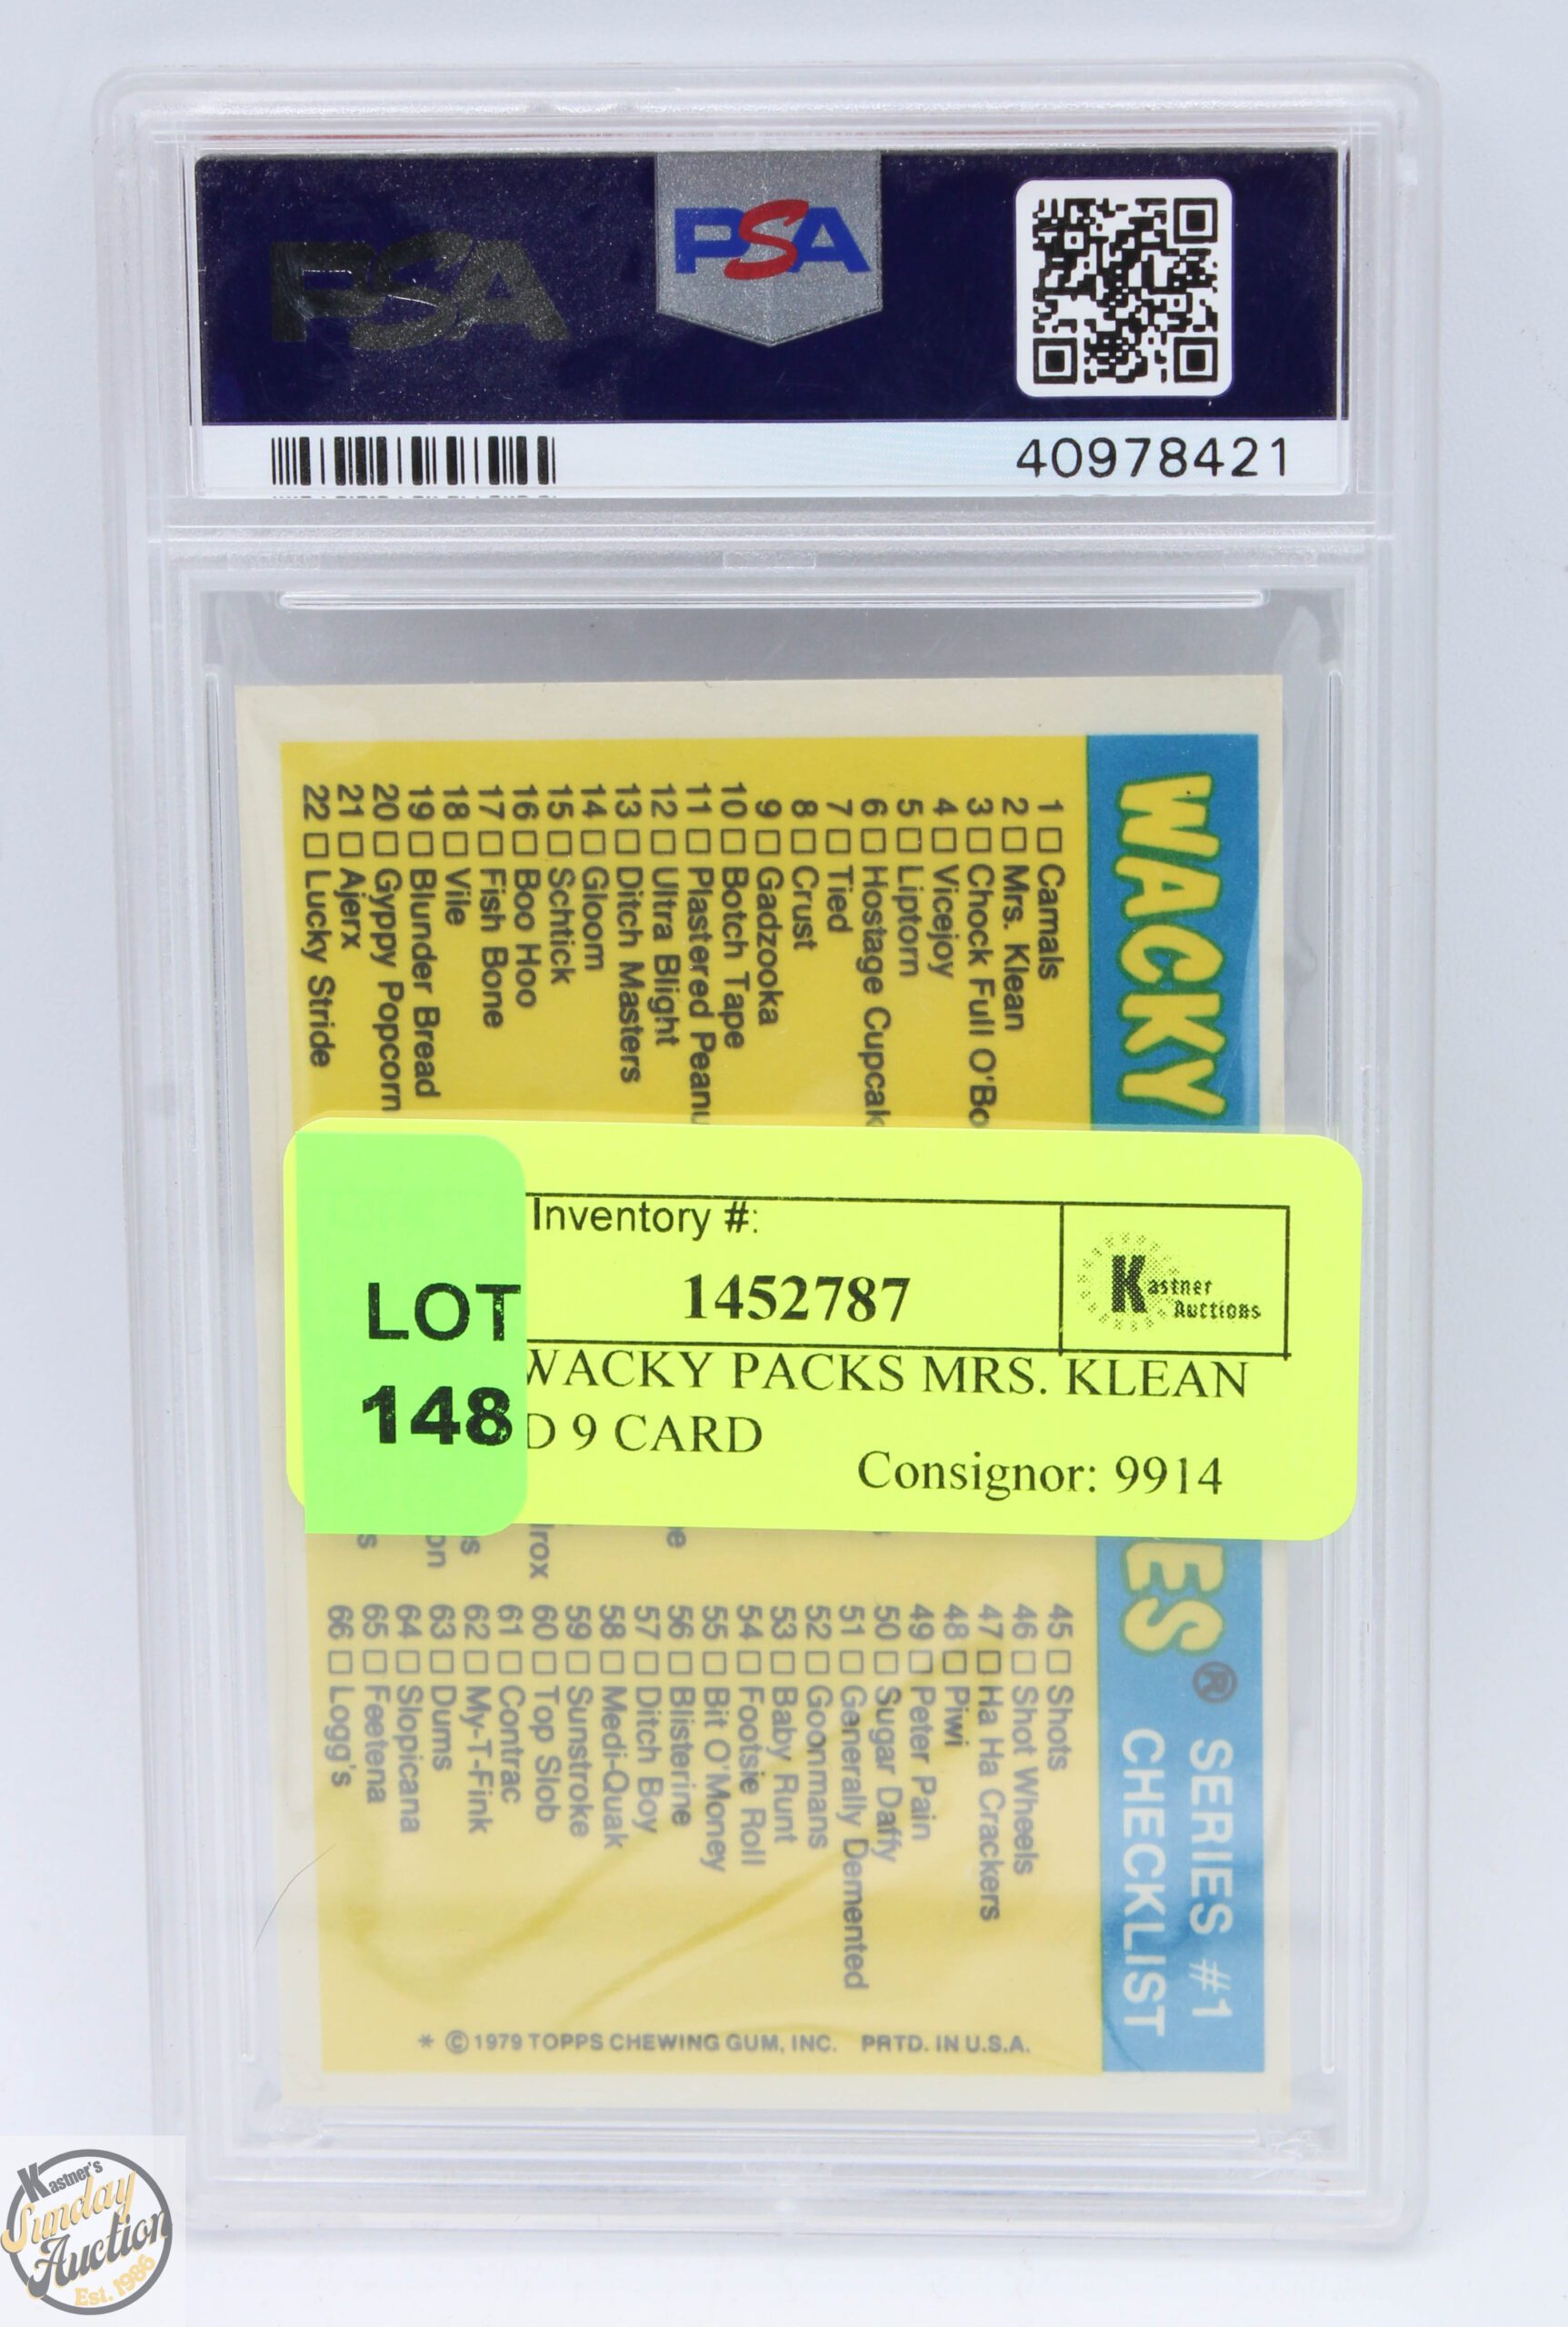 PSA
PSA
40978421
WACKY
ES®
SERIES #1
CHECKLIST
1 Camals
2 Mrs. Klean
3 Chock Full O'Bo
4 Vicejoy
5 Liptorn
6 Hostage Cupcak
7 Tied
8 Crust
9 Gadzooka
10 Botch Tape
11 Plastered Peanu
12 Ultra Blight
13 Ditch Masters
14 Gloom
15 Schtick
16 Boo Hoo
17 Fish Bone
18 Vile
19 Blunder Bread
20 Gyppy Popcorn
21 Ajerx
22 Lucky Stride
LOT
148
Inventory #:
1452787
Kastner
Auctions
WACKY PACKS MRS. KLEAN
D 9 CARD
Consignor: 9914
45 Shots
46 Shot Wheels
47 Ha Ha Crackers
48 Piwi
49 Peter Pain
50 Sugar Daffy
51 Generally Demented
52 Goonmans
53 Baby Runt
54 Footsie Roll
55 Bit O'Money
56 Blisterine
57 Ditch Boy
58 Medi-Quak
59 Sunstroke
60 Top Slob
61 Contrac
62 My-T-Fink
63 Dums
64 Slopicana
65 Feetena
66 Logg's
* © 1979 TOPPS CHEWING GUM, INC. PRTD. IN U.S.A.
Kastner's
Sunday
Auction
Est. 1986